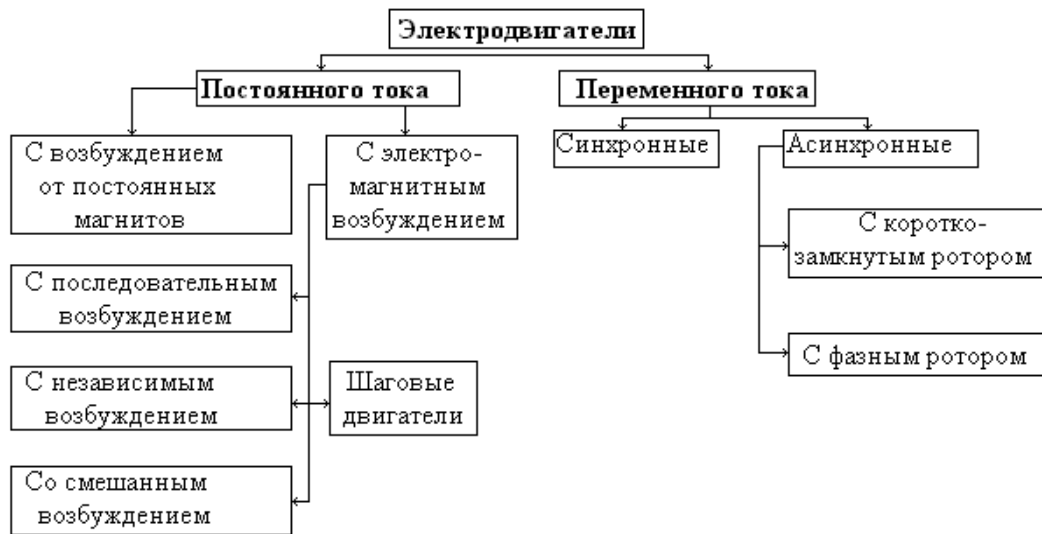 Электродвигатели
Постоянного тока
Переменного тока
С возбуждением
от постоянных
магнитов
С электро-
магнитным
возбуждением
Синхронные
Асинхронные
С коротко-
замкнутым ротором
С последовательным
возбуждением
С фазным ротором
С независимым
возбуждением
Шаговые
двигатели
Со смешанным
возбуждением